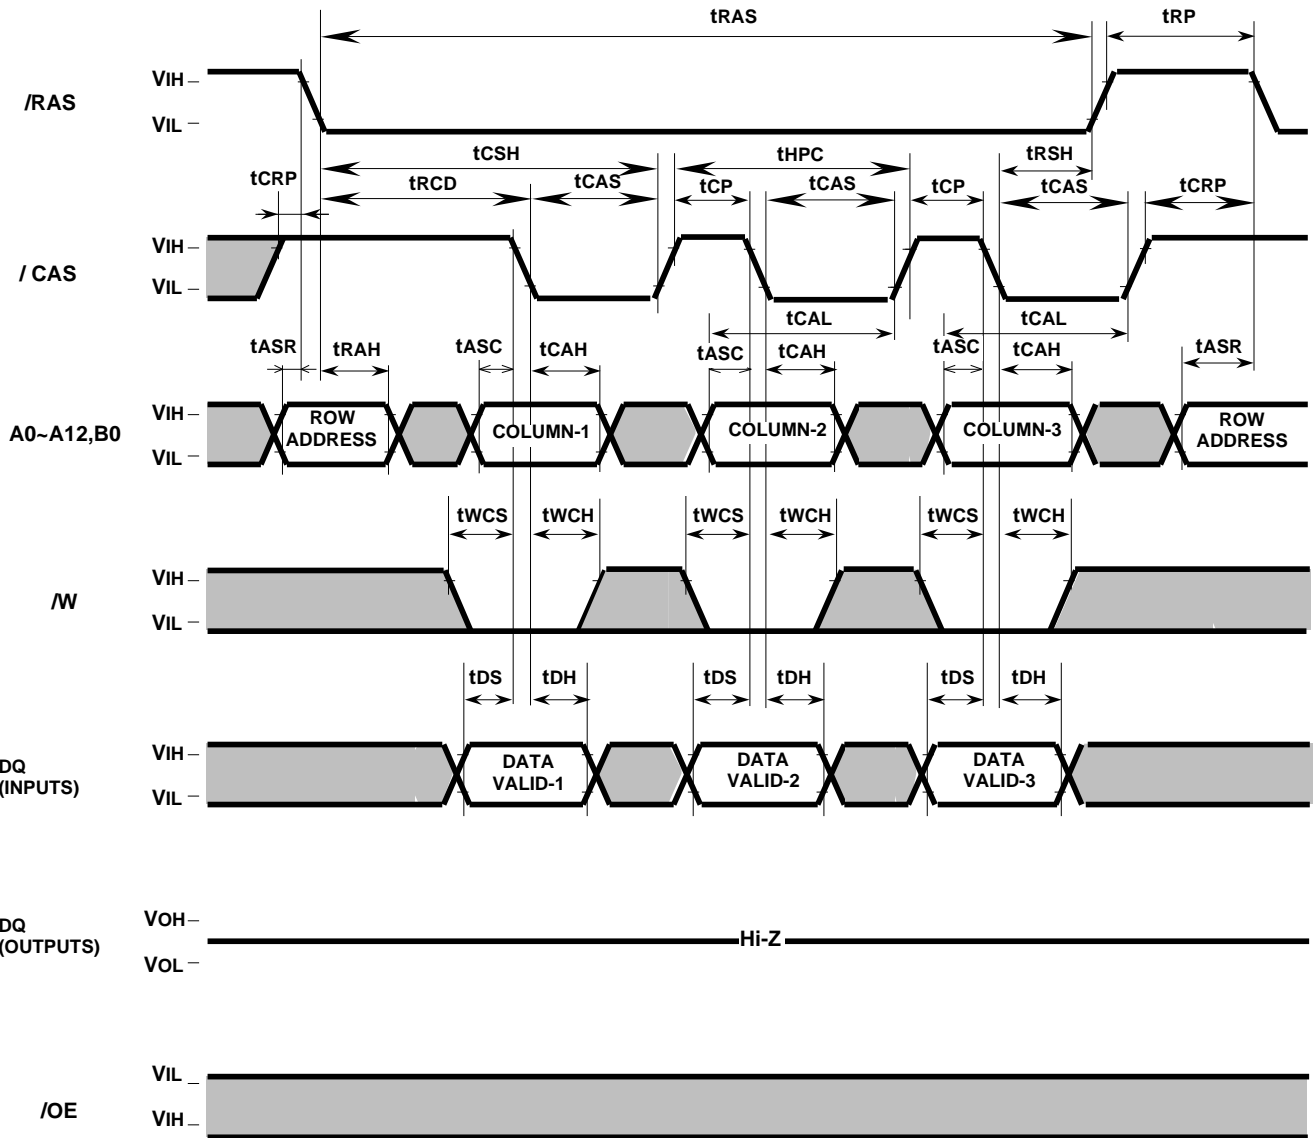 tRAS
tRP
VIH
/RAS
VIL
tCSH
tHPC
tRSH
tCRP
tRCD
tCAS
tCP
tCAS
tCP
tCAS
tCRP
VIH
/ CAS
VIL
tCAL
tCAL
tASR
tRAH
tASC
tCAH
tASC
tCAH
tASC
tCAH
tASR
VIH
A0~A12,B0
VIL
ROW
ADDRESS
COLUMN-1
COLUMN-2
COLUMN-3
ROW
ADDRESS
tWCS
tWCH
tWCS
tWCH
tWCS
tWCH
VIH
/W
VIL
tDS
tDH
tDS
tDH
tDS
tDH
DQ
(INPUTS)
VIH
VIL
DATA
VALID-1
DATA
VALID-2
DATA
VALID-3
DQ
(OUTPUTS)
VOH
Hi-Z
VOL
VIL
/OE
VIH